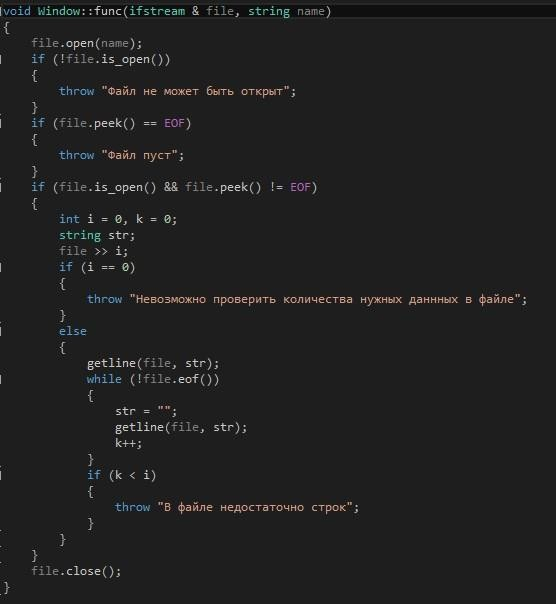 void Window::func(ifstream & file, string name)
{
file.open(name);
if (!file.is_open())
{
throw "Файл не может быть открыт";
}
if (file.peek() == EOF)
{
throw "Файл пуст";
}
if (file.is_open() && file.peek() != EOF)
{
int i = 0, k = 0;
string str;
file >> i;
if (i == 0)
{
throw "Невозможно проверить количества нужных даннных в файле";
}
else
{
getline(file, str);
while (!file.eof())
{
str = "";
getline(file, str);
k++;
}
if (k < i)
{
throw "В файле недостаточно строк";
}
}
}
file.close();
}